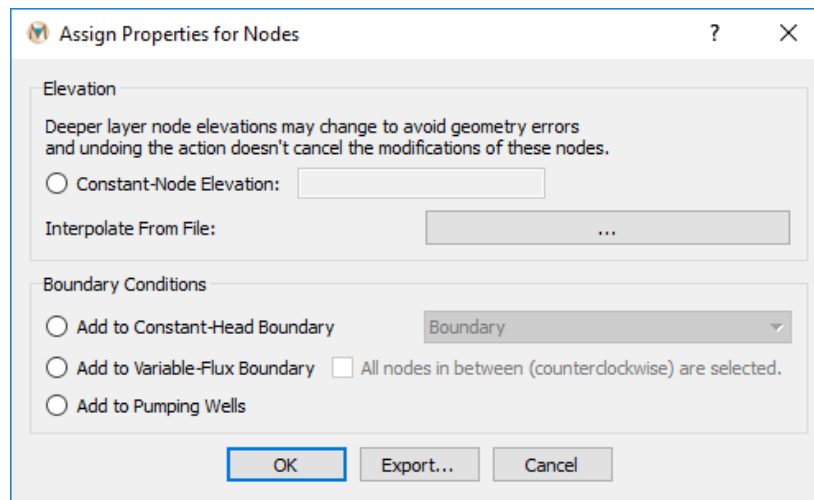 Assign Properties for Nodes
?
Elevation
Deeper layer node elevations may change to avoid geometry errors
and undoing the action doesn't cancel the modifications of these nodes.
Constant-Node Elevation:
Interpolate From File: ...
Boundary Conditions
Add to Constant-Head Boundary Boundary
Add to Variable-Flux Boundary All nodes in between (counterclockwise) are selected.
Add to Pumping Wells
OK Export... Cancel